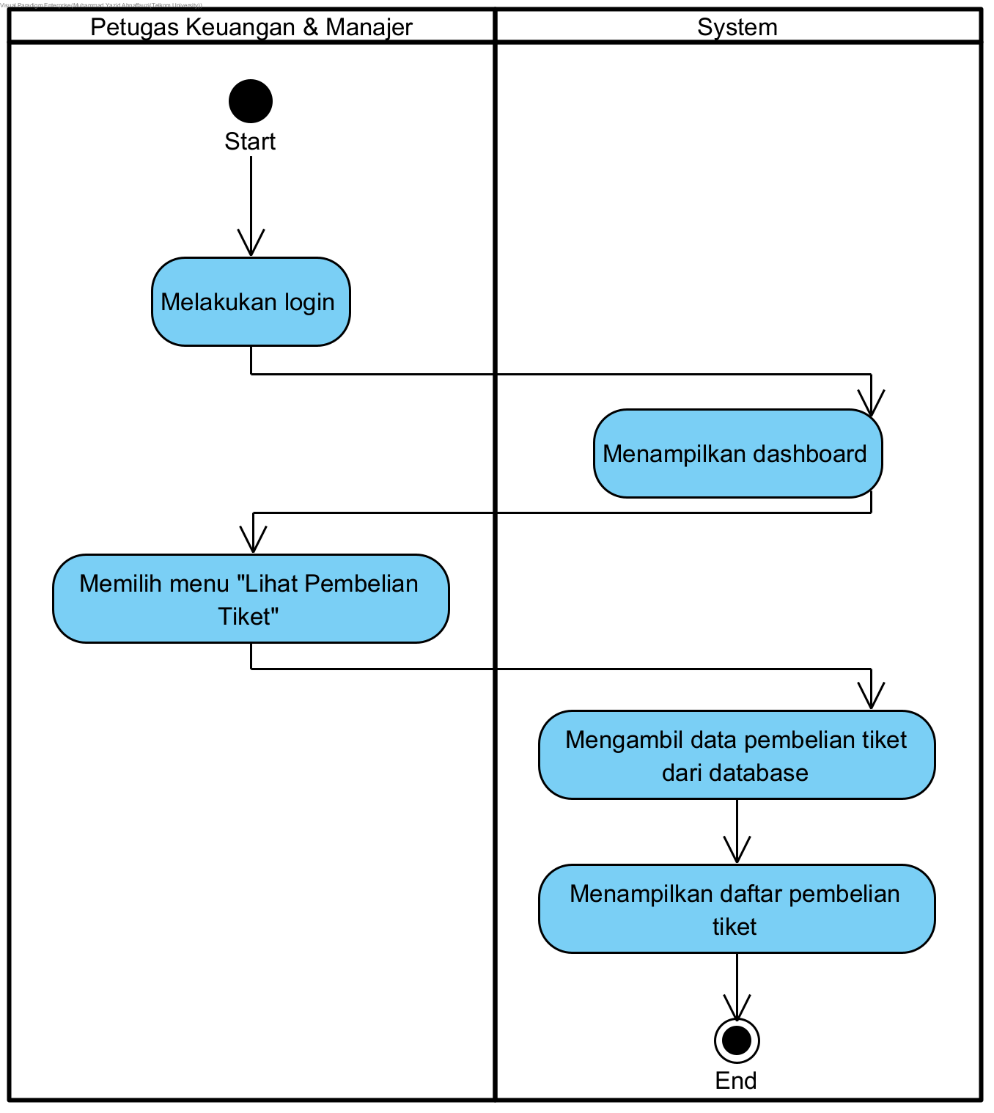 Petugas Keuangan & Manajer
System
Start
Melakukan login
Menampilkan dashboard
Memilih menu "Lihat Pembelian
Tiket"
Mengambil data pembelian tiket
dari database
Menampilkan daftar pembelian
tiket
End